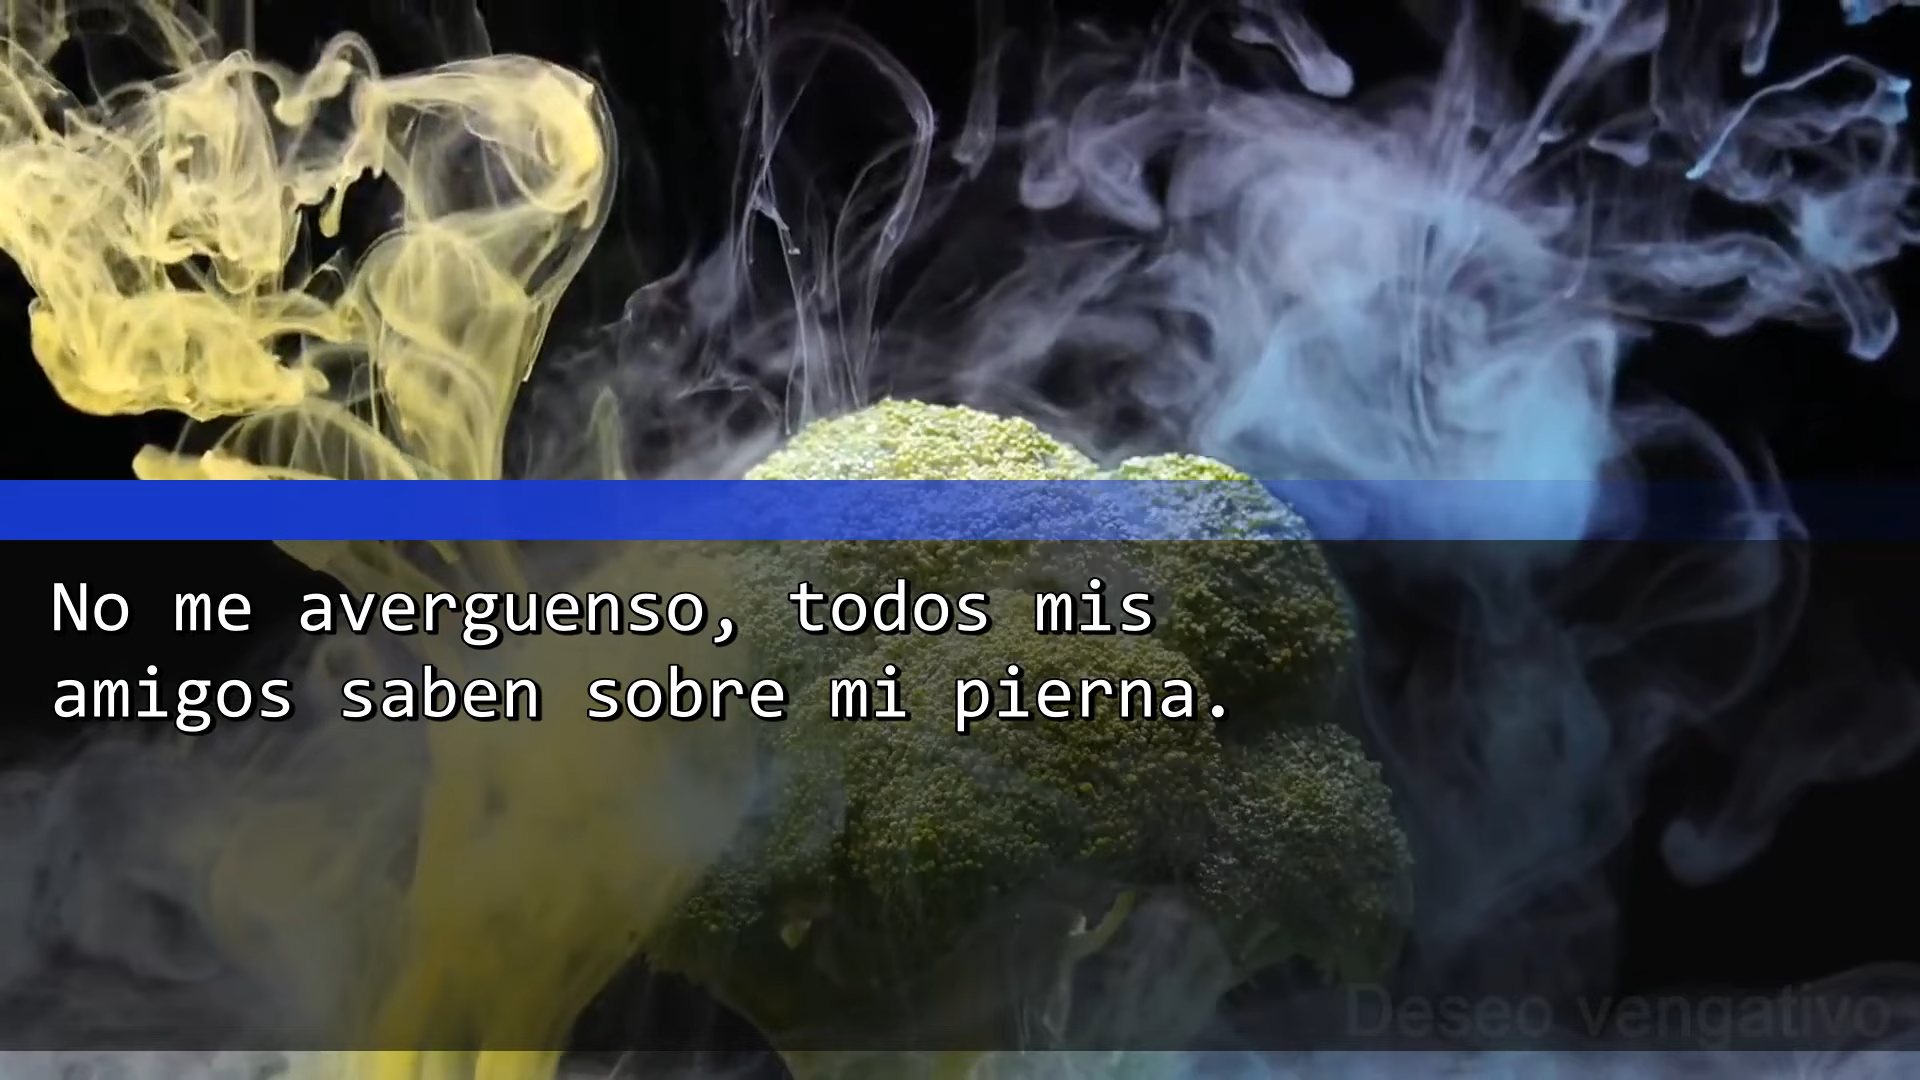 No me averguenso, todos mis
amigos saben sobre mi pierna.
Deseo vengativo